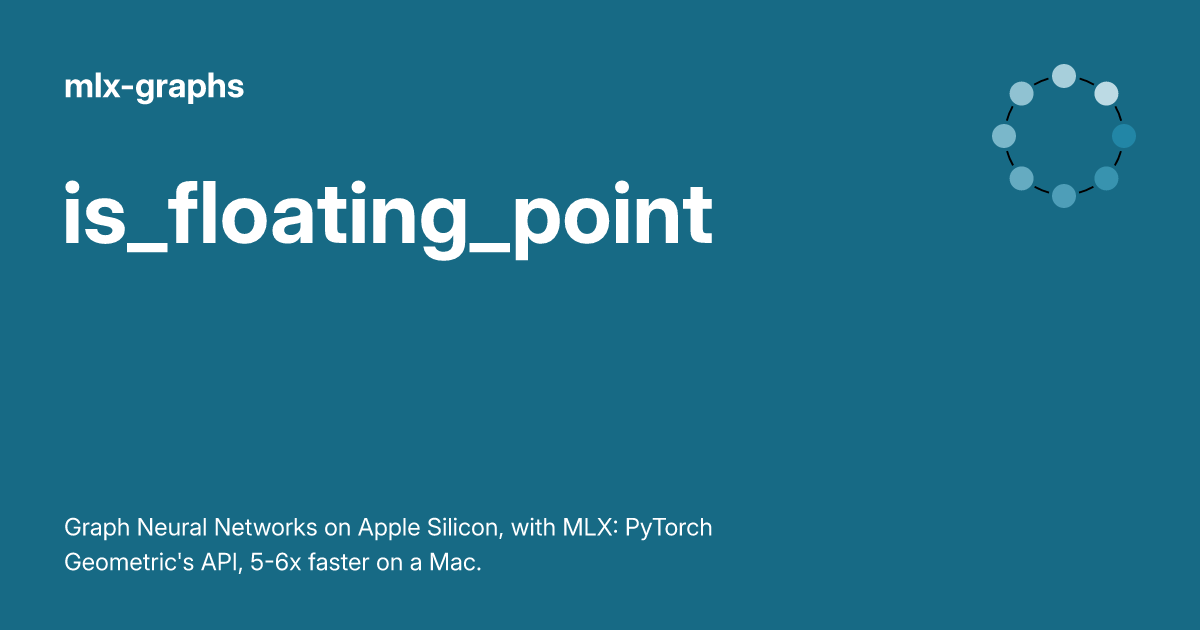 mlx-graphs
is_floating_point
Graph Neural Networks on Apple Silicon, with MLX: PyTorch
Geometric's API, 5-6x faster on a Mac.